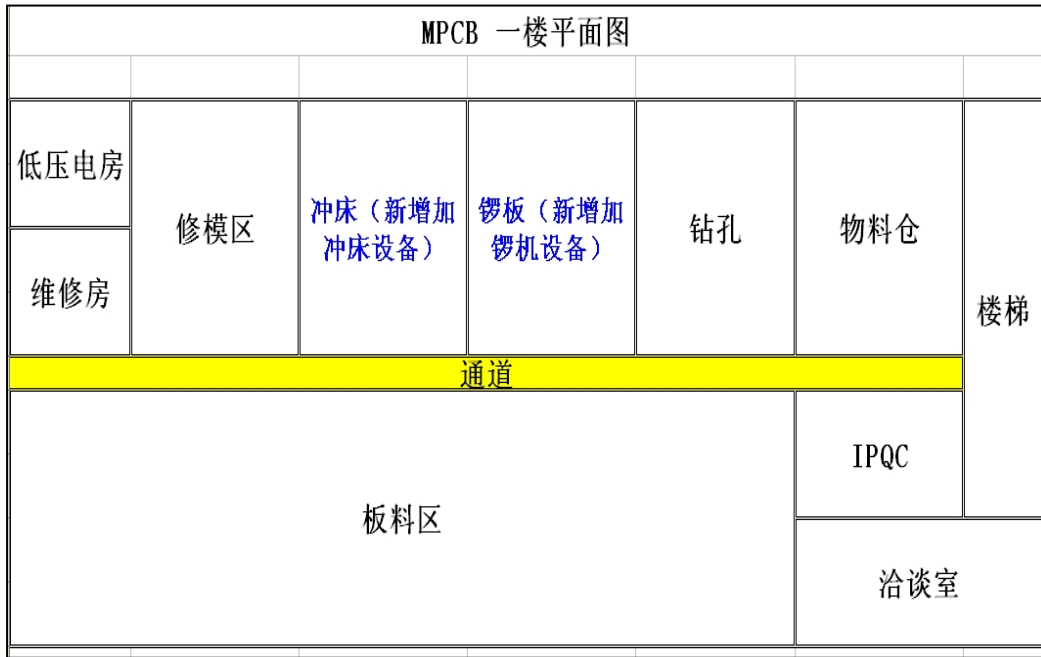 MPCB 一楼平面图
低压电房
维修房
修模区
冲床（新增加
冲床设备）
锣板（新增加
锣机设备）
钻孔
物料仓
楼梯
通道
板料区
IPQC
洽谈室